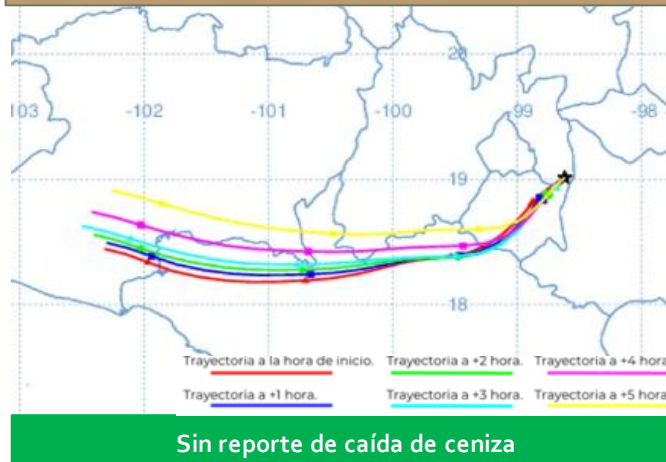 20
103 -102 -101 -100 -99 -98
19
18
Trayectoria a la hora de inicio. Trayectoria a +2 hora. Trayectoria a +4 hora
Trayectoria a +1 hora. Trayectoria a +3 hora. Trayectoria a +5 hora
Sin reporte de caída de ceniza